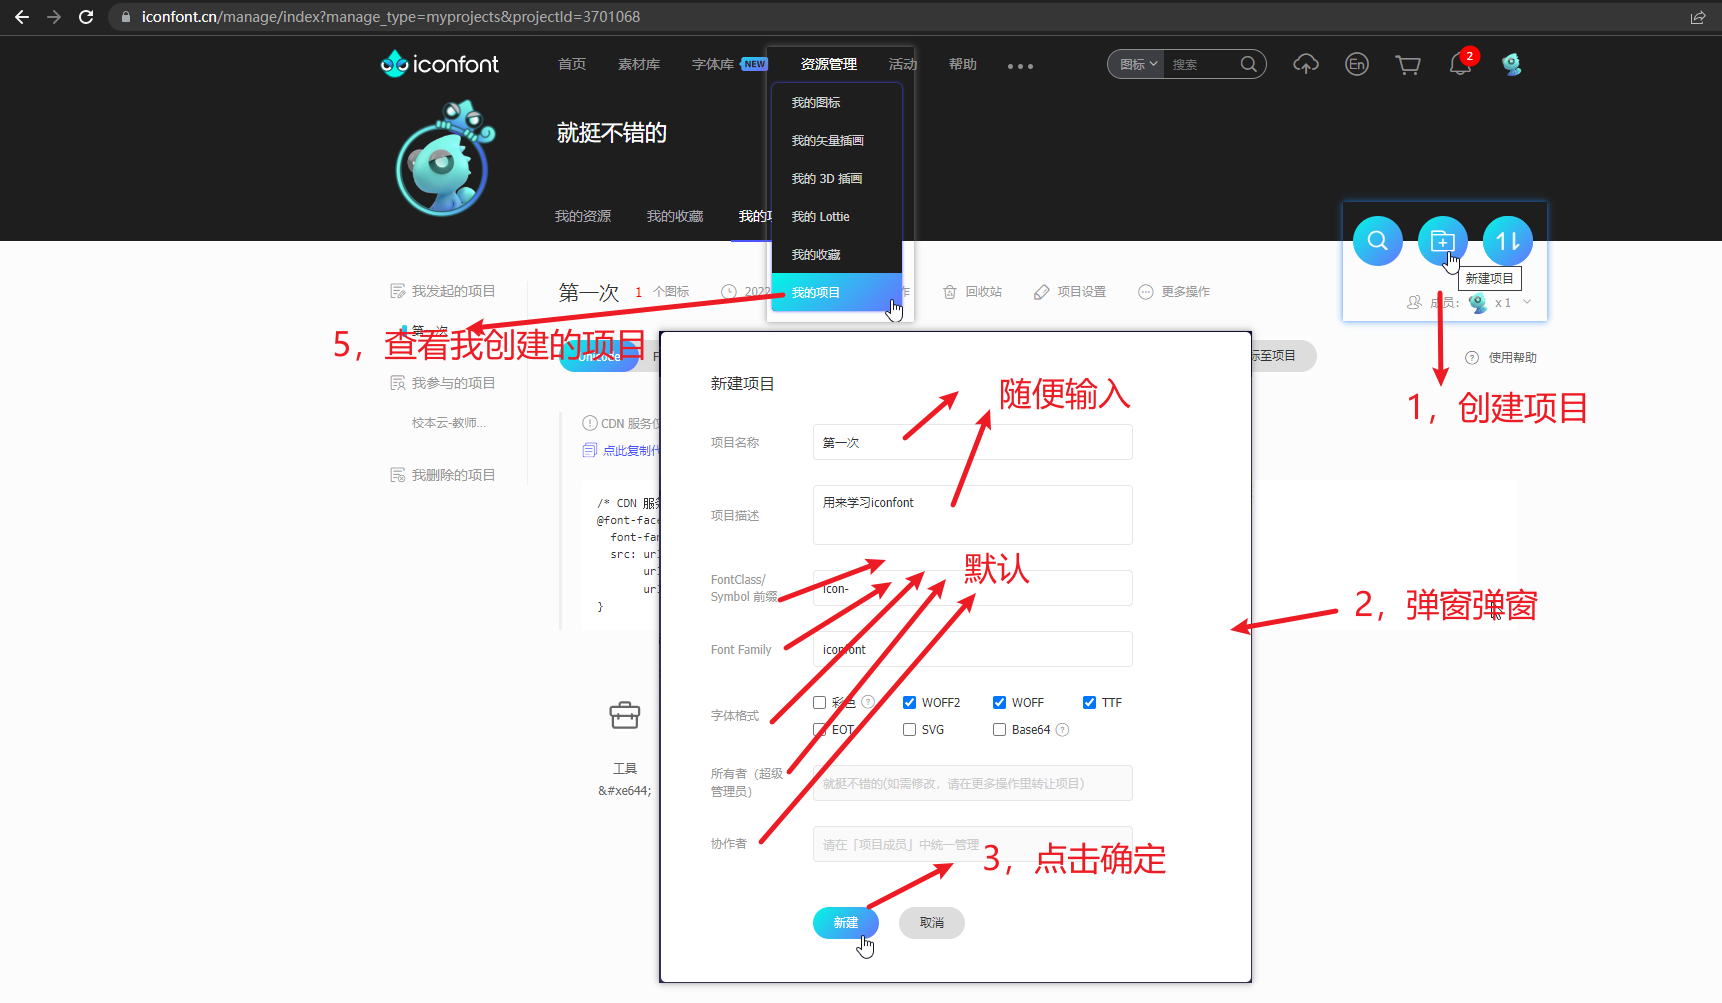 iconfont.cn/manage/index?manage_type=myprojects&projectId=3701068
iconfont
首页
素材库
字体库
NEW
资源管理
活动
帮助
图标
搜索
En
2
我的图标
我的矢量插画
我的 3D 插画
我的 Lottie
我的收藏
我的项目
就挺不错的
我的资源
我的收藏
我的项
新建项目
成员:
x 1
我发起的项目
第一次
我参与的项目
校本云-教师...
我删除的项目
第一次
1 个图标
2022
作
回收站
项目设置
更多操作
5，查看我创建的项目
Unicode
F
标至项目
使用帮助
1，创建项目
CDN 服务仅
点此复制代
/* CDN 服务
@font-face
font-fam
src: url
url
url
}
工具
&#xe644;
新建项目
随便输入
项目名称
第一次
项目描述
用来学习iconfont
默认
FontClass/
Symbol 前缀
icon-
2，弹窗弹窗
Font Family
iconfont
字体格式
彩色
WOFF2
WOFF
TTF
EOT
SVG
Base64
所有者（超级
管理员）
就挺不错的(如需修改，请在更多操作里转让项目)
协作者
请在「项目成员」中统一管理
3，点击确定
新建
取消